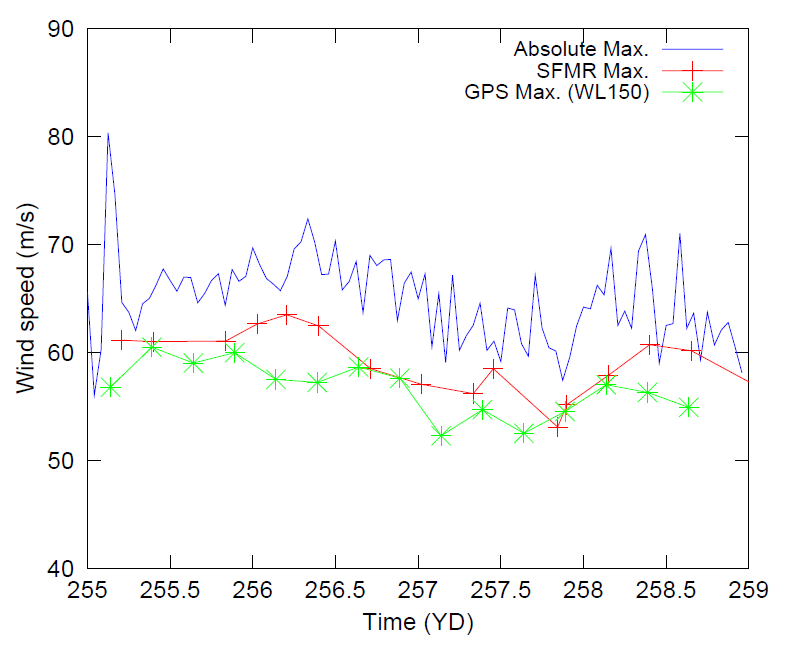 90
Absolute Max.
SFMR Max.
GPS Max. (WL150)
80
70
Wind speed (m/s)
60
50
40
255 255.5 256 256.5 257 257.5 258 258.5 259
Time (YD)